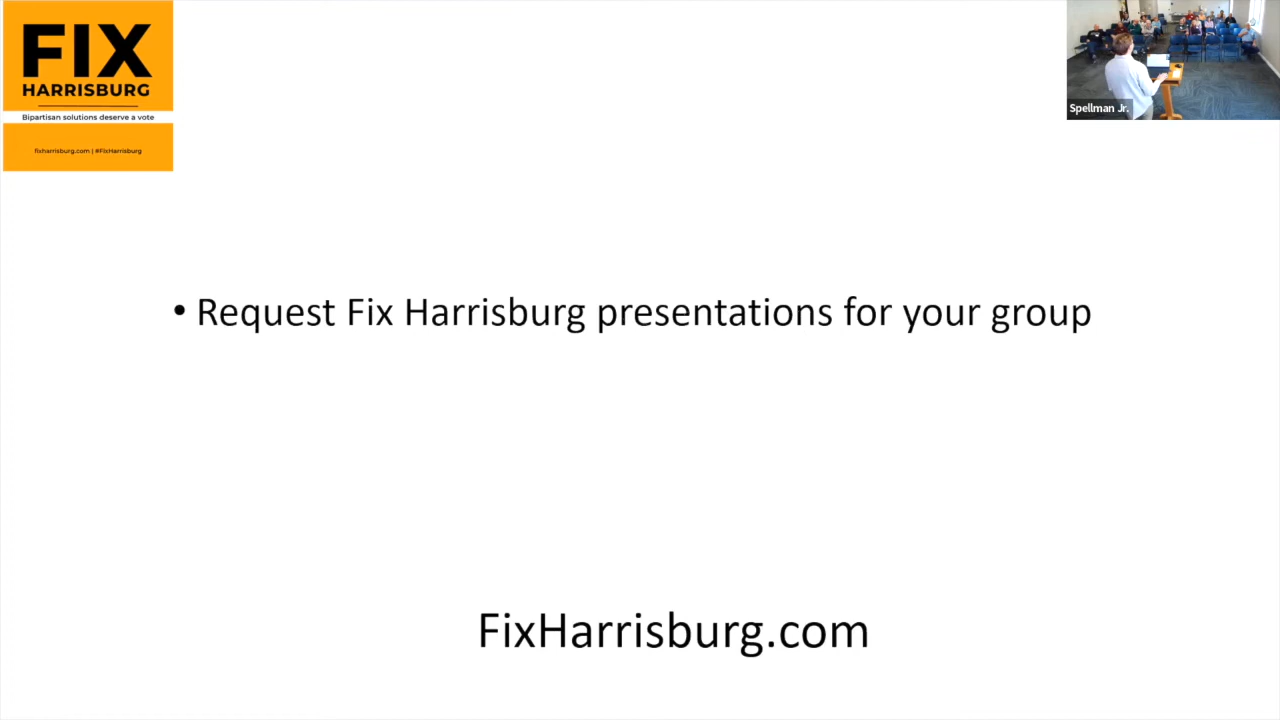 FIX
HARRISBURG
Bipartisan solutions deserve a vote
fixharrisburg.com | #FixHarrisburg
Spellman Jr.
• Request Fix Harrisburg presentations for your group
FixHarrisburg.com